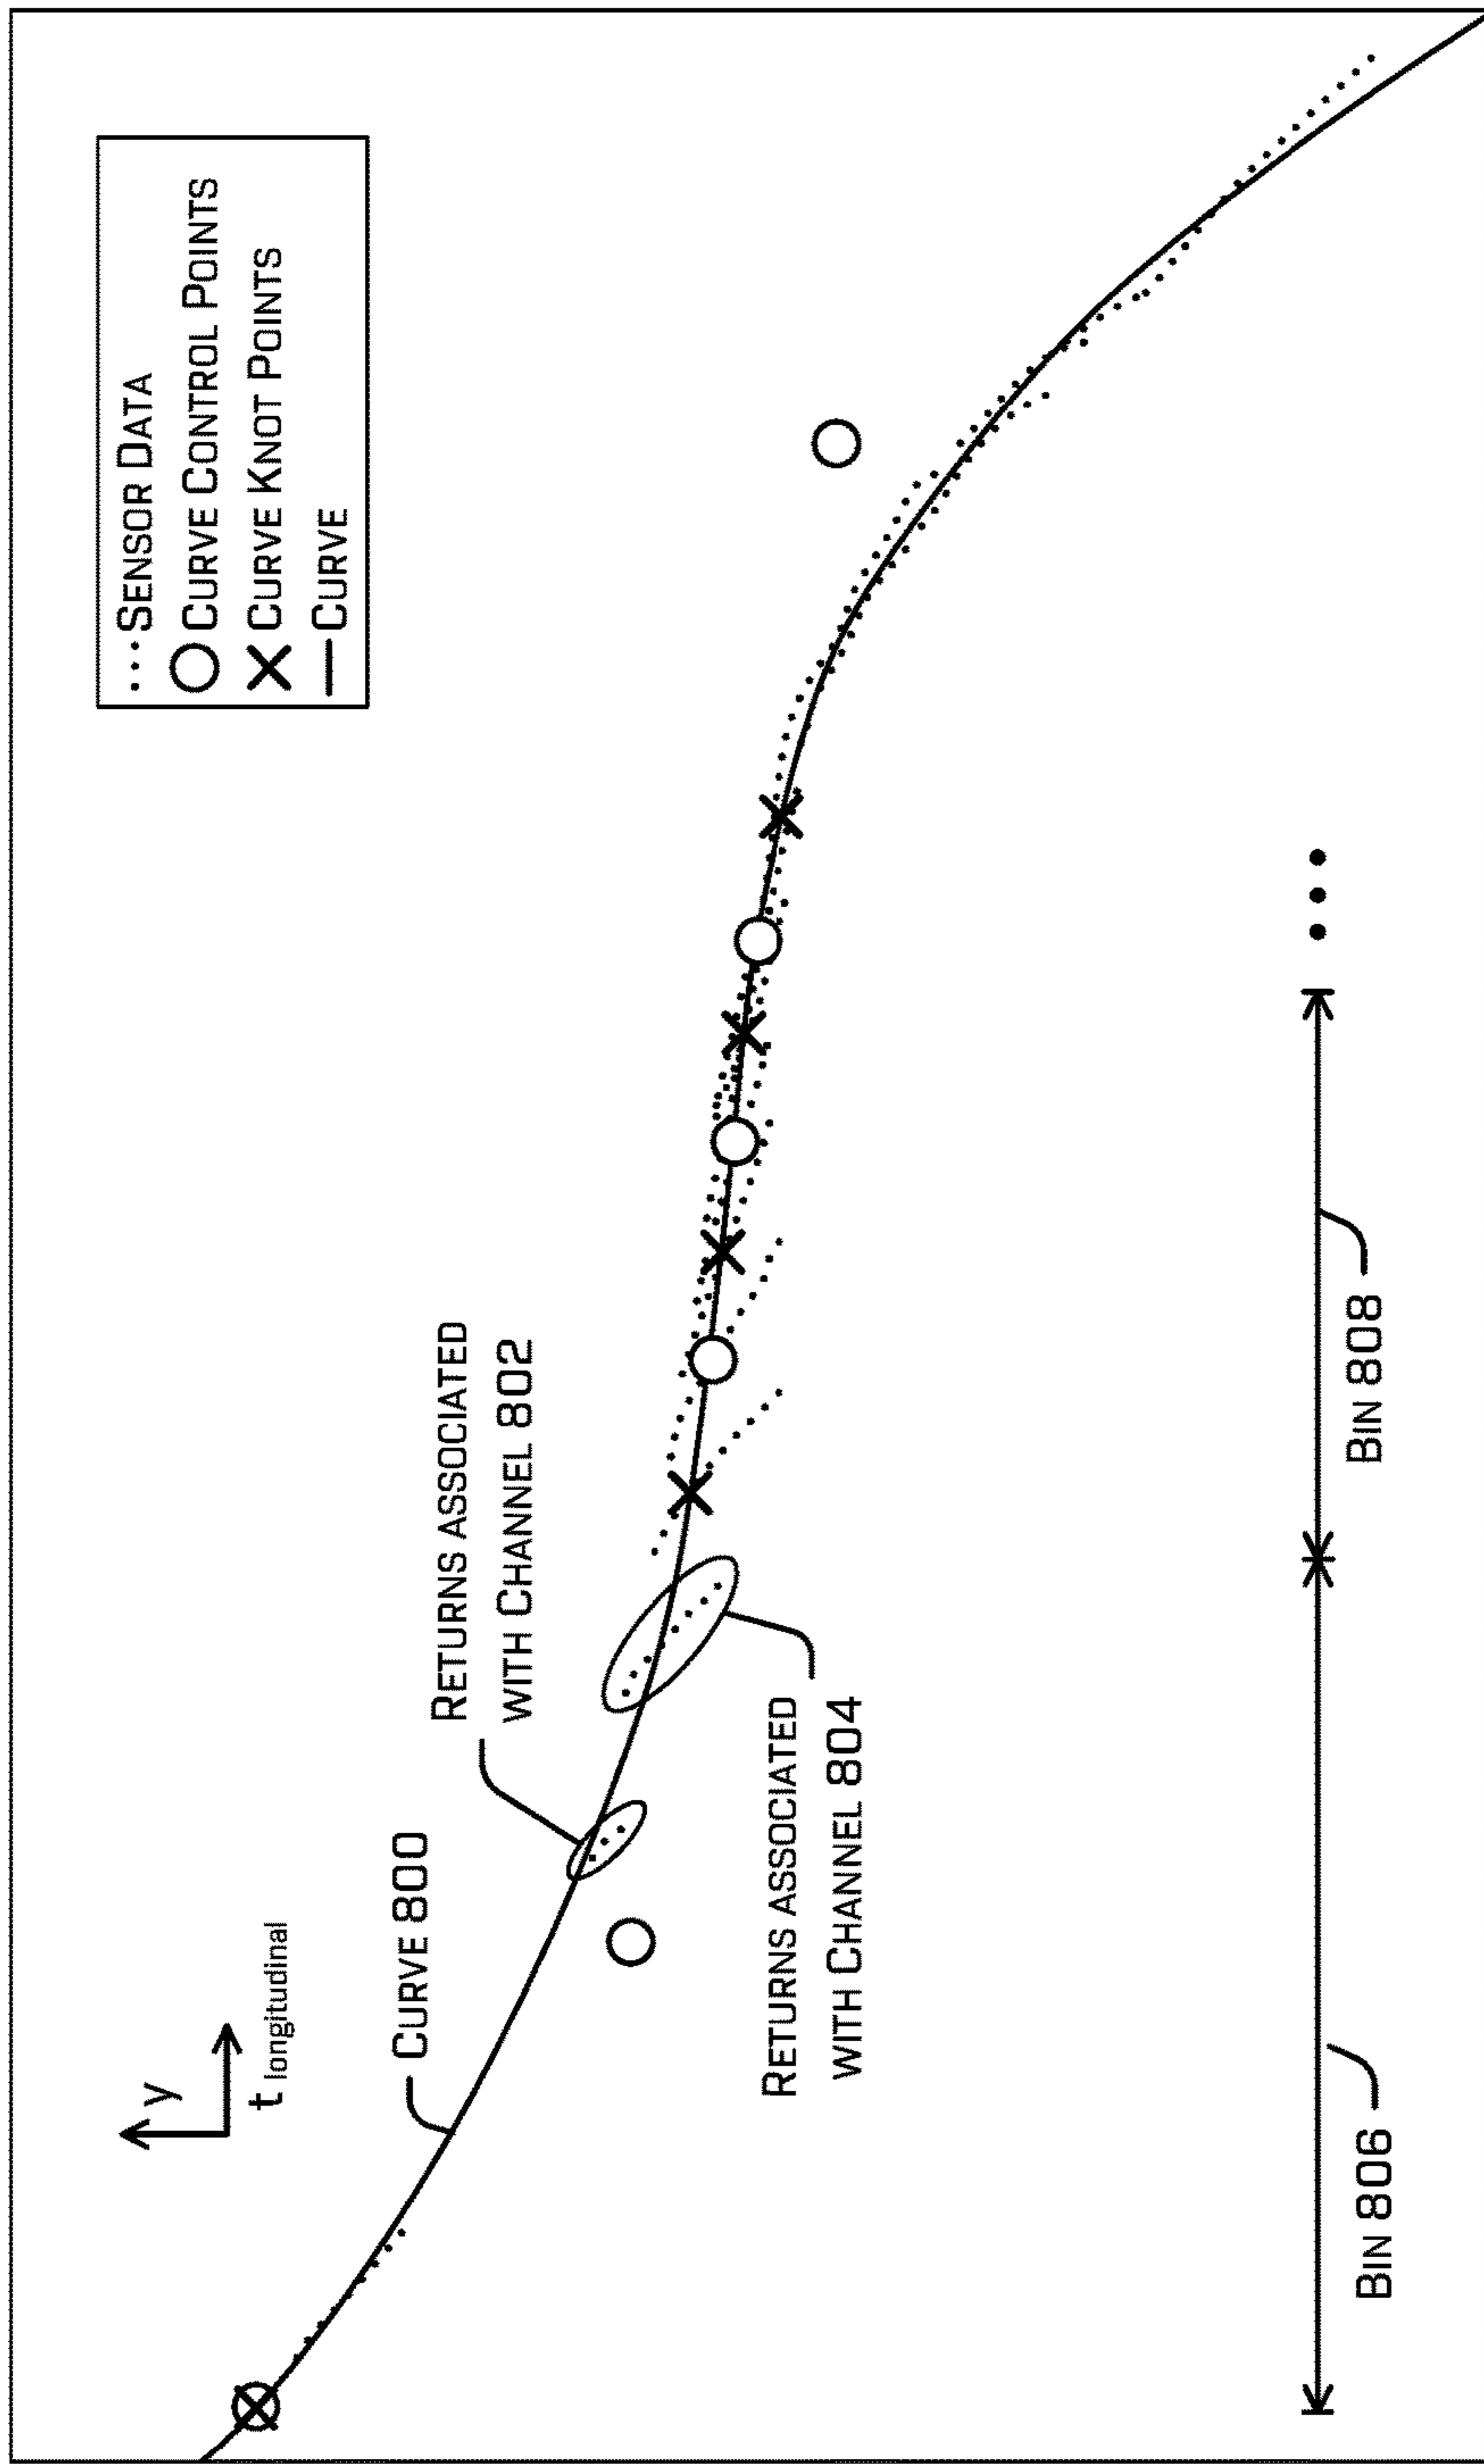 y
t longitudinal
SENSOR DATA
CURVE CONTROL POINTS
CURVE KNOT POINTS
CURVE
CURVE 800
RETURNS ASSOCIATED
WITH CHANNEL 802
RETURNS ASSOCIATED
WITH CHANNEL 804
BIN 806
BIN 808